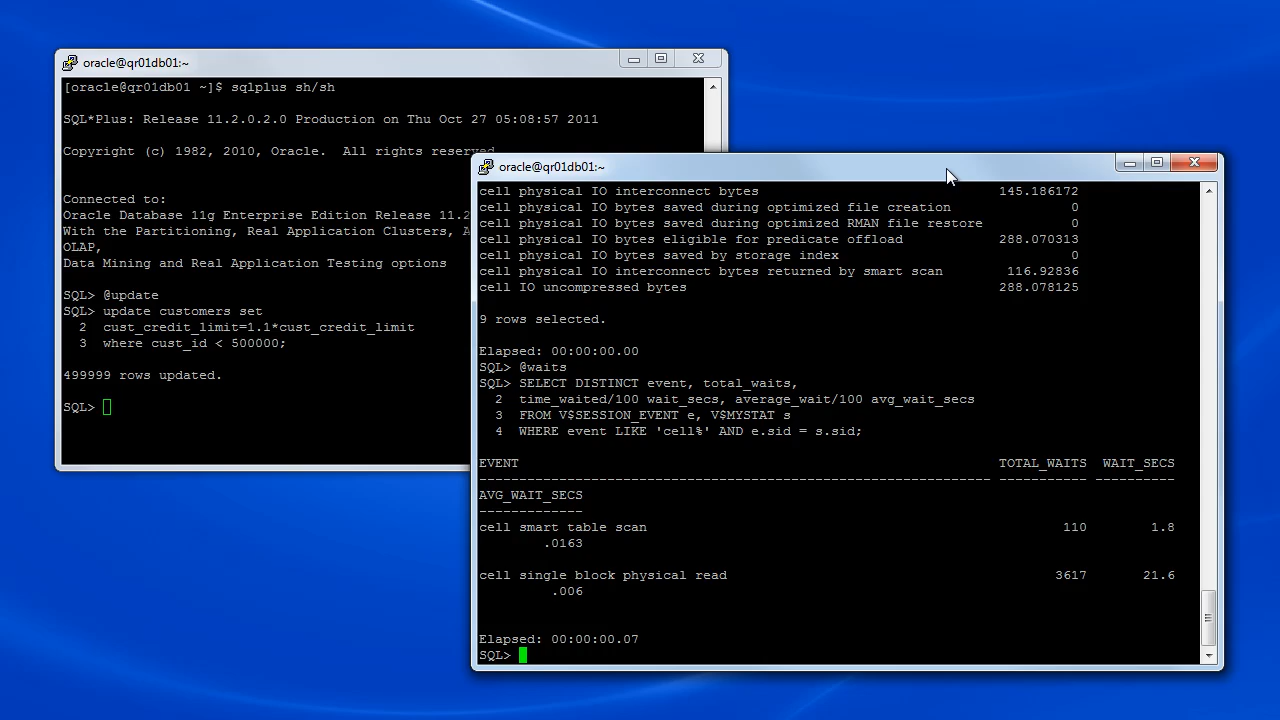 oracle@qr01db01:~
[oracle@qr01db01 ~]$ sqlplus sh/sh
SQL*Plus: Release 11.2.0.2.0 Production on Thu Oct 27 05:08:57 2011
Copyright (c) 1982, 2010, Oracle.  All rights reserved.
Connected to:
Oracle Database 11g Enterprise Edition Release 11.2
With the Partitioning, Real Application Clusters, A
OLAP,
Data Mining and Real Application Testing options
SQL> @update
SQL> update customers set
2  cust_credit_limit=1.1*cust_credit_limit
3  where cust_id < 500000;
499999 rows updated.
SQL>
oracle@qr01db01:~
cell physical IO interconnect bytes 145.186172
cell physical IO bytes saved during optimized file creation 0
cell physical IO bytes saved during optimized RMAN file restore 0
cell physical IO bytes eligible for predicate offload 288.070313
cell physical IO bytes saved by storage index 0
cell physical IO interconnect bytes returned by smart scan 116.92836
cell IO uncompressed bytes 288.078125
9 rows selected.
Elapsed: 00:00:00.00
SQL> @waits
SQL> SELECT DISTINCT event, total_waits,
2  time_waited/100 wait_secs, average_wait/100 avg_wait_secs
3  FROM V$SESSION_EVENT e, V$MYSTAT s
4  WHERE event LIKE 'cell%' AND e.sid = s.sid;
EVENT TOTAL_WAITS WAIT_SECS
---------------------------------------------------------------- ----------- ----------
AVG_WAIT_SECS
-------------
cell smart table scan 110 1.8
.0163
cell single block physical read 3617 21.6
.006
Elapsed: 00:00:00.07
SQL>